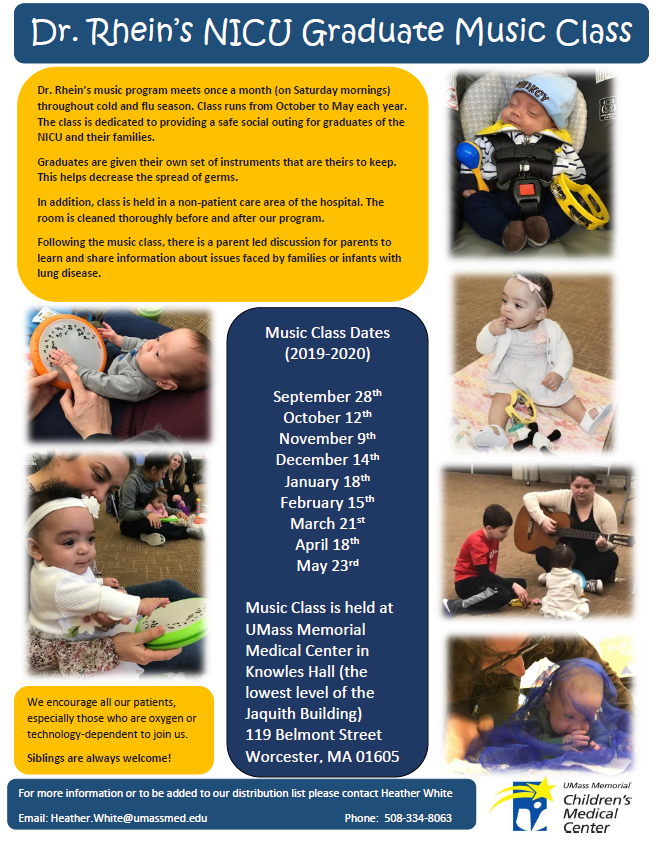 Dr. Rhein's NICU Graduate Music Class
Dr. Rhein's music program meets once a month (on Saturday mornings)
throughout cold and flu season. Class runs from October to May each year.
The class is dedicated to providing a safe social outing for graduates of the
NICU and their families.
Graduates are given their own set of instruments that are theirs to keep.
This helps decrease the spread of germs.
In addition, class is held in a non-patient care area of the hospital. The
room is cleaned thoroughly before and after our program.
Following the music class, there is a parent led discussion for parents to
learn and share information about issues faced by families or infants with
lung disease.
Music Class Dates
(2019-2020)
September 28th
October 12th
November 9th
December 14th
January 18th
February 15th
March 21st
April 18th
May 23rd
Music Class is held at
UMass Memorial
Medical Center in
Knowles Hall (the
lowest level of the
Jaquith Building)
119 Belmont Street
Worcester, MA 01605
We encourage all our patients,
especially those who are oxygen or
technology-dependent to join us.
Siblings are always welcome!
For more information or to be added to our distribution list please contact Heather White
Email: Heather.White@umassmed.edu Phone: 508-334-8063
UMass Memorial
Children's
Medical
Center